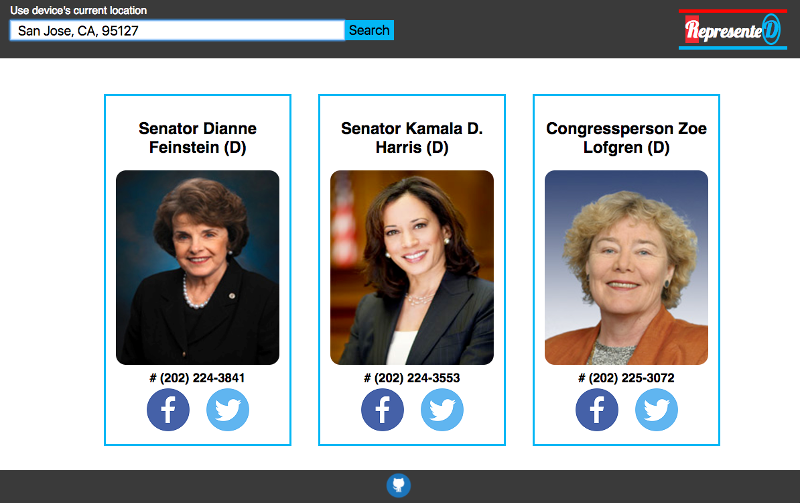 Use device's current location
San Jose, CA, 95127
Search
RepresenteD
Senator Dianne
Feinstein (D)
# (202) 224-3841
Senator Kamala D.
Harris (D)
# (202) 224-3553
Congressperson Zoe
Lofgren (D)
# (202) 225-3072